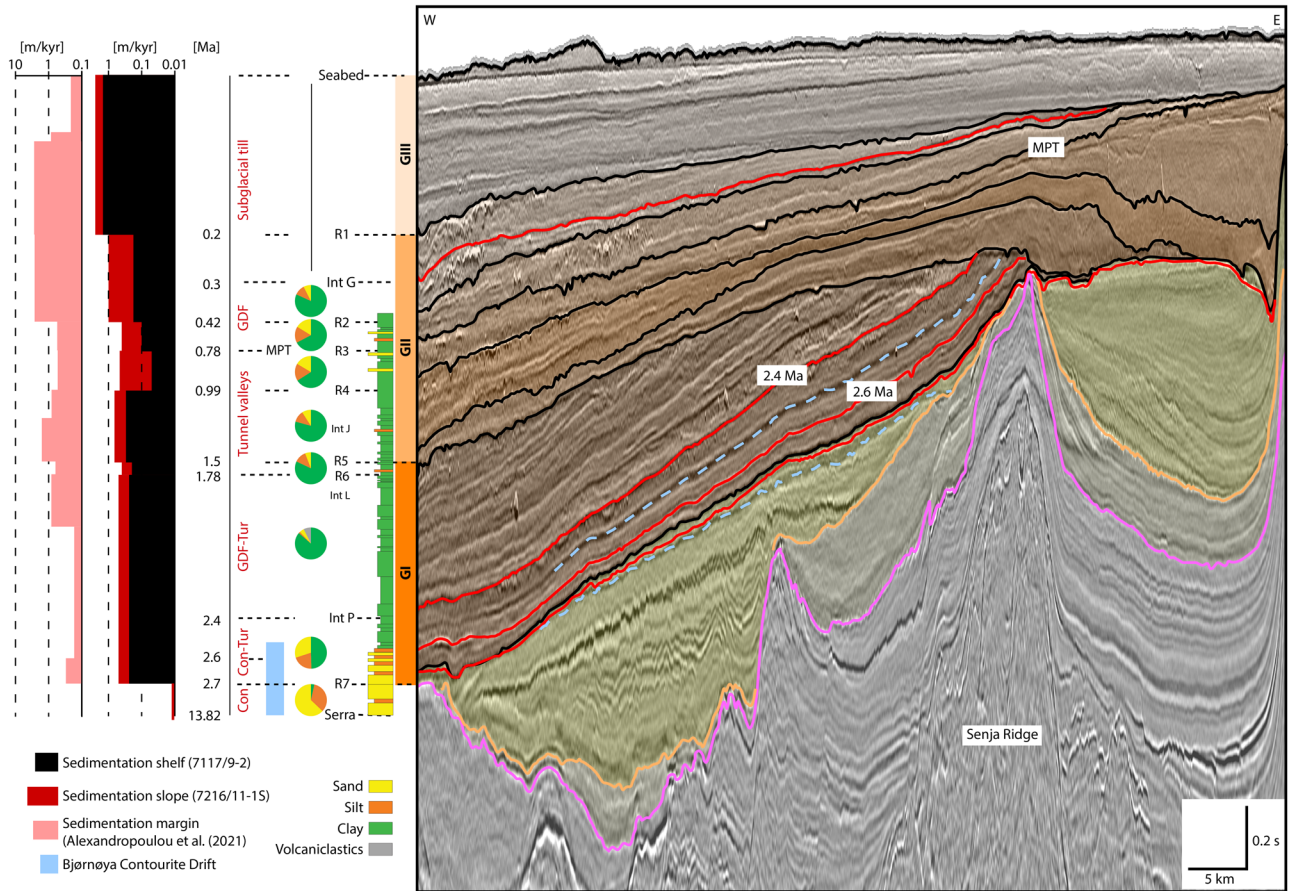 W
E
[m/kyr]
[m/kyr]
[Ma]
10
1
0.1
1
0.1
0.01
Seabed
Subglacial till
GIII
MPT
0.2
R1
0.3
Int G
GDF
0.42
R2
GII
0.78
MPT
R3
2.4 Ma
0.99
R4
2.6 Ma
Tunnel valleys
Int J
1.5
R5
1.78
R6
Int L
GDF-Tur
GI
2.4
Int P
Con-Tur
2.6
2.7
R7
Con
13.82
Serra
Senja Ridge
Sedimentation shelf (7117/9-2)
Sedimentation slope (7216/11-1S)
Sedimentation margin
(Alexandropoulou et al. (2021)
Bjørnøya Contourite Drift
Sand
Silt
Clay
Volcaniclastics
0.2 s
5 km